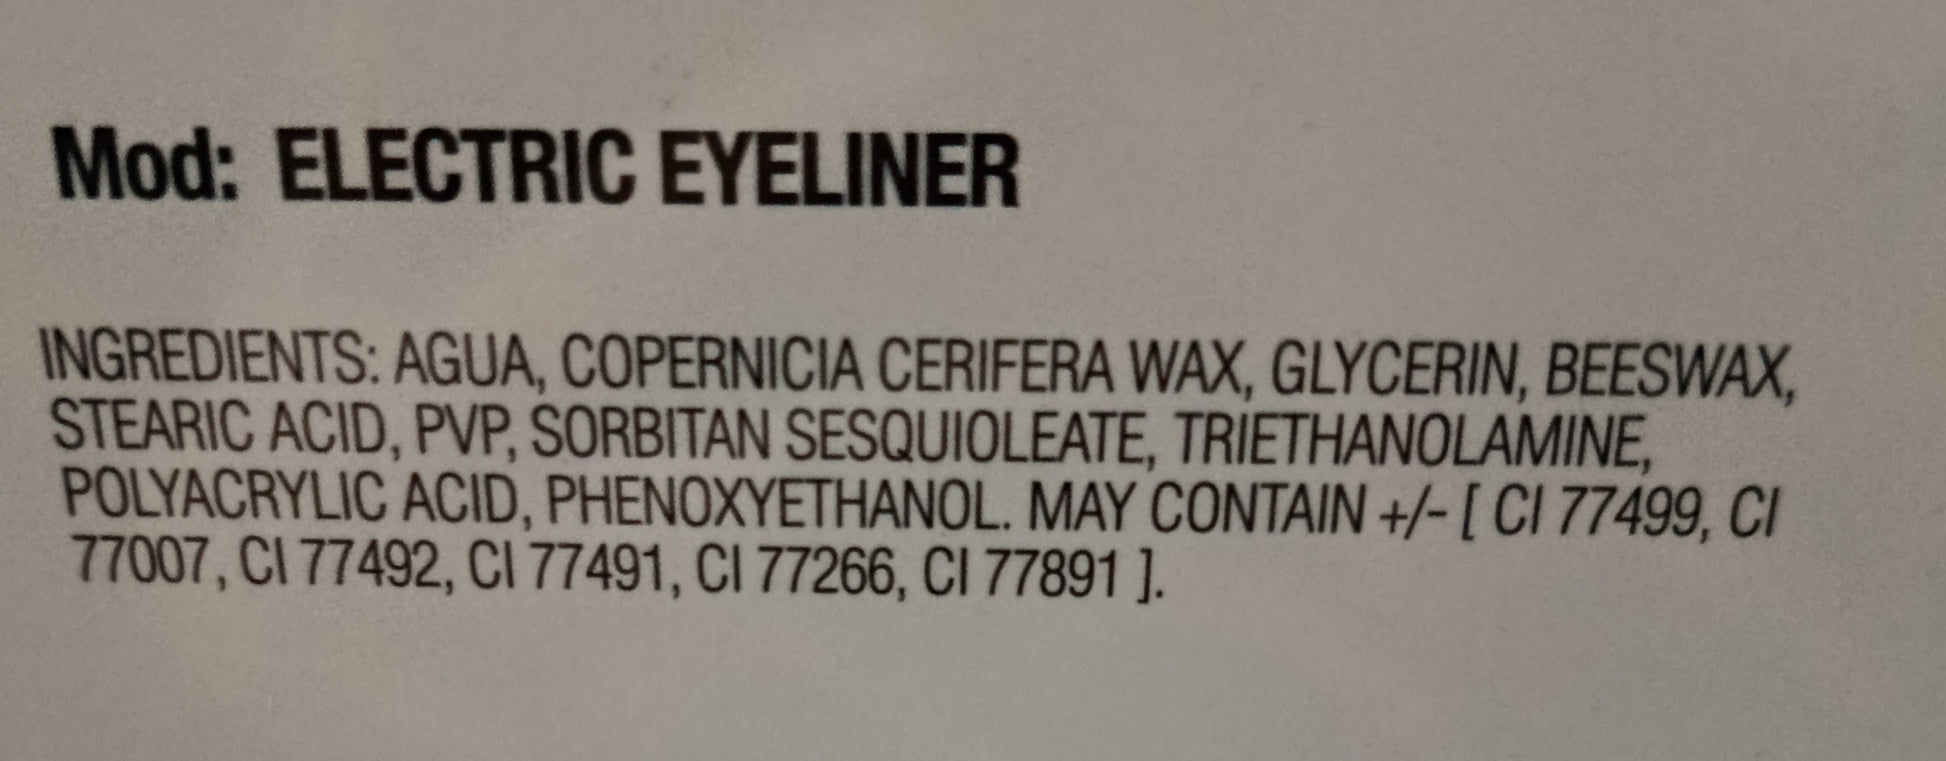 Mod: ELECTRIC EYELINER
INGREDIENTS: AGUA, COPERNICIA CERIFERA WAX, GLYCERIN, BEESWAX,
STEARIC ACID, PVP, SORBITAN SESQUIOLEATE, TRIETHANOLAMINE,
POLYACRYLIC ACID, PHENOXYETHANOL. MAY CONTAIN +/- [ CI 77499, CI
77007, CI 77492, CI 77491, CI 77266, CI 77891 ].